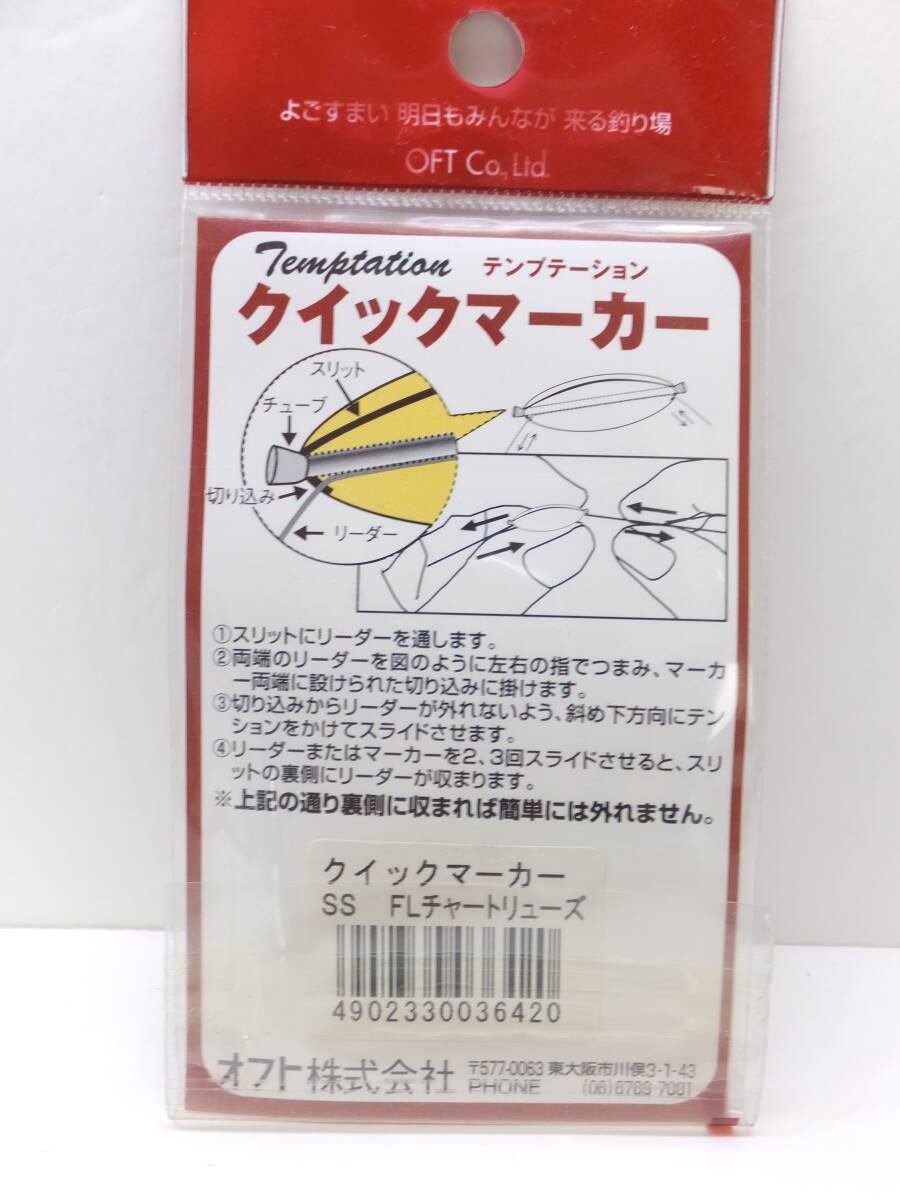 よごすまい 明日もみんなが 来る釣り場
OFT Co., Ltd.
Temptation テンプテーション
クイックマーカー
スリット
チューブ
切り込み
リーダー
①スリットにリーダーを通します。
②両端のリーダーを図のように左右の指でつまみ、マーカ
ー両端に設けられた切り込みに掛けます。
③切り込みからリーダーが外れないよう、斜め下方向にテン
ションをかけてスライドさせます。
④リーダーまたはマーカーを2、3回スライドさせると、スリ
ットの裏側にリーダーが収まります。
※上記の通り裏側に収まれば簡単には外れません。
クイックマーカー
SS FLチャートリューズ
4902330036420
オフト株式会社 〒577-0063 東大阪市川俣3-1-43
PHONE (06)6789-7081